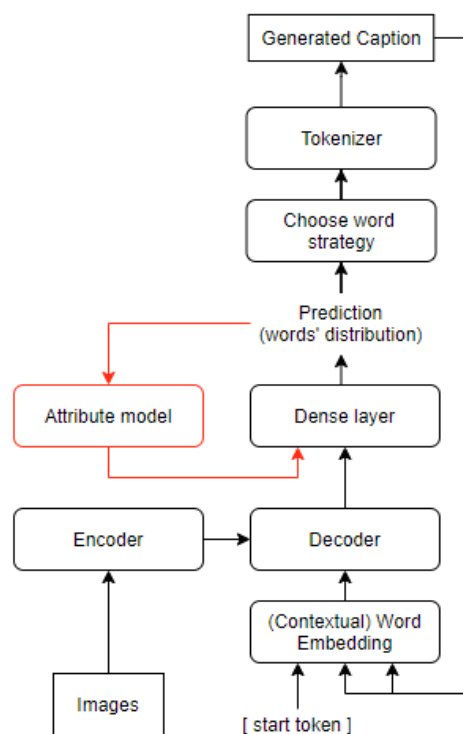 Generated Caption
Tokenizer
Choose word
strategy
Prediction
(words' distribution)
Attribute model
Dense layer
Encoder
Decoder
(Contextual) Word
Embedding
Images
[ start token ]